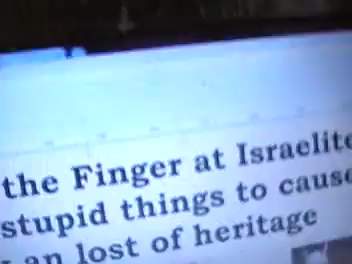 the Finger at Israelite
stupid things to cause
an lost of heritage